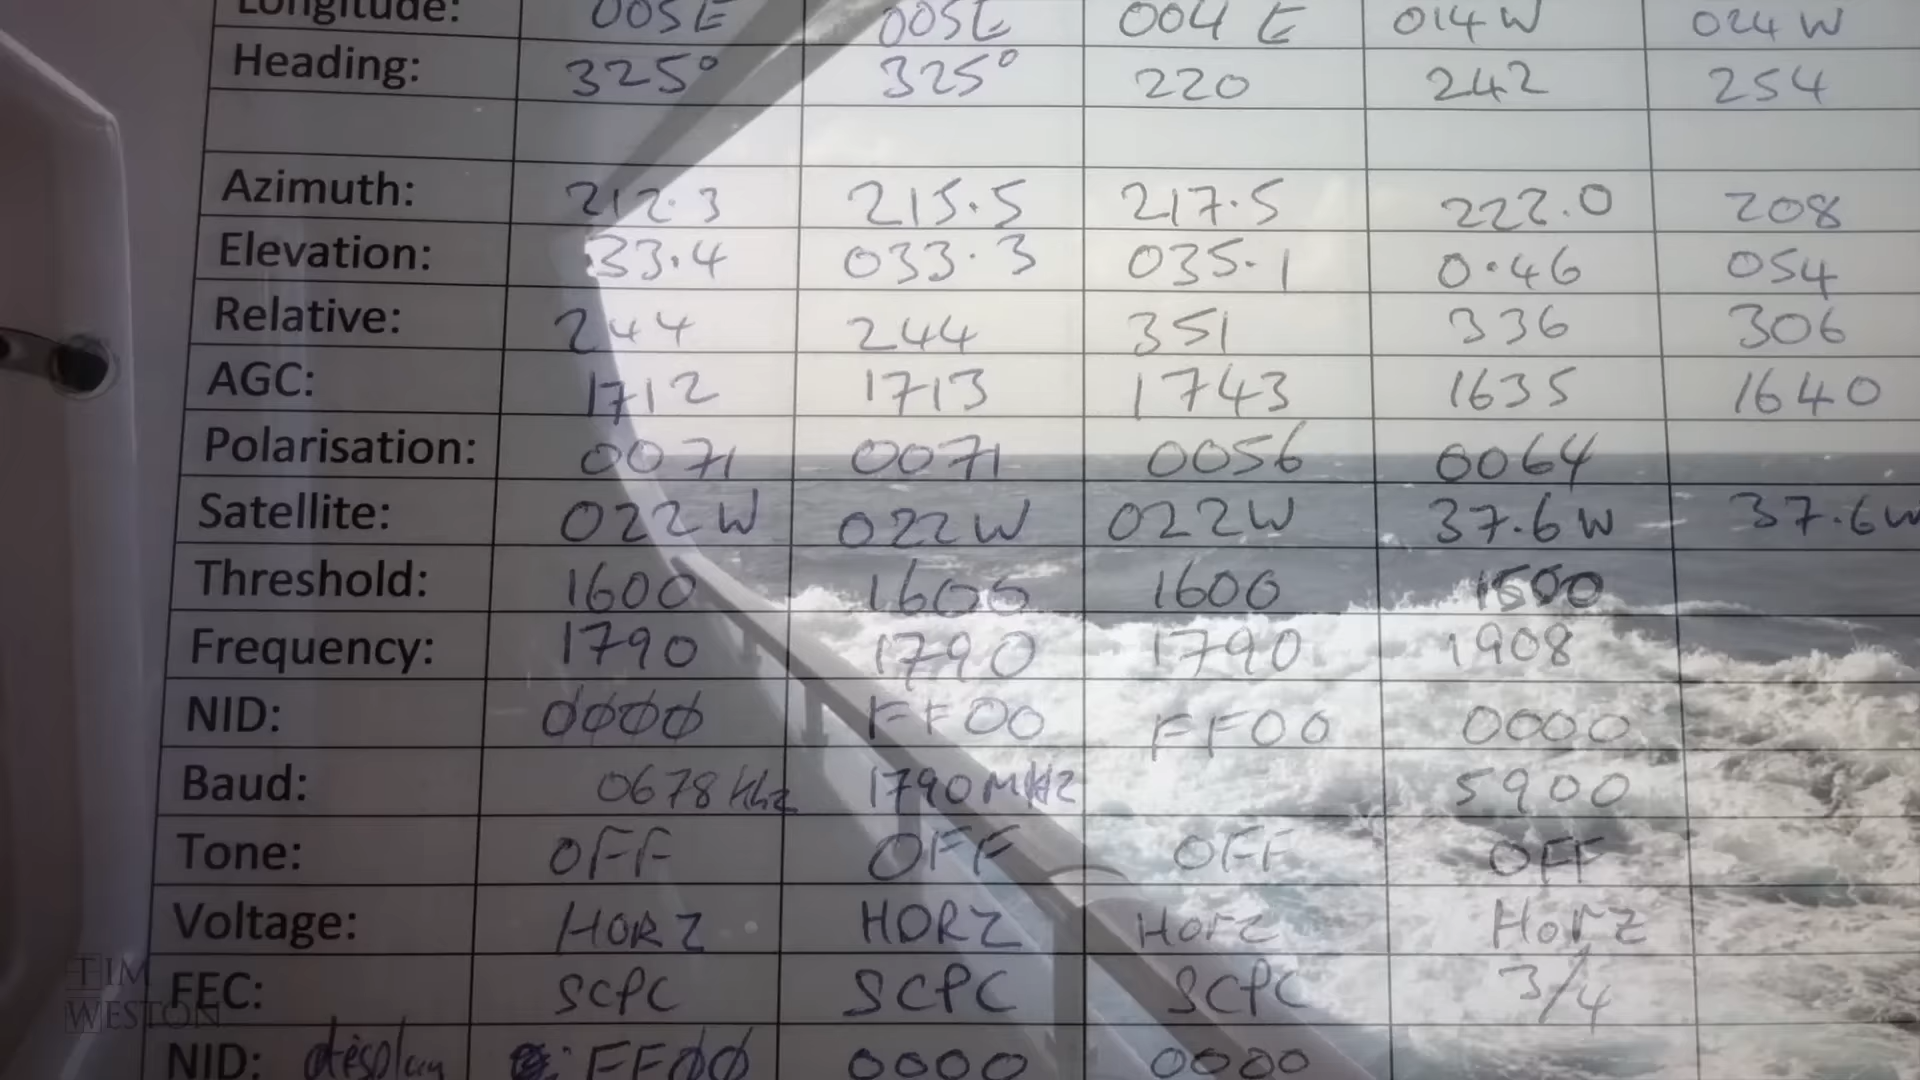 Longitude: 005E 005E 004 E 014 W 024 W
Heading: 325° 325° 220 242 254
Azimuth: 212.3 215.5 217.5 222.0 208
Elevation: 33.4 033.3 035.1 0.46 054
Relative: 244 244 351 336 306
AGC: 1712 1713 1743 1635 1640
Polarisation: 0071 0071 0056 0064
Satellite: 022W 022W 022W 37.6W 37.6W
Threshold: 1600 1600 1600 1500
Frequency: 1790 1790 1790 1908
NID: 0000 FF00 FF00 0000
Baud: 0678 KHz 1790MHz 5900
Tone: OFF OFF OFF OFF
Voltage: HORZ HORZ Horz Horz
FEC: SCPC SCPC SCPC 3/4
NID: display FF00 0000 0000
TIM
WESTON